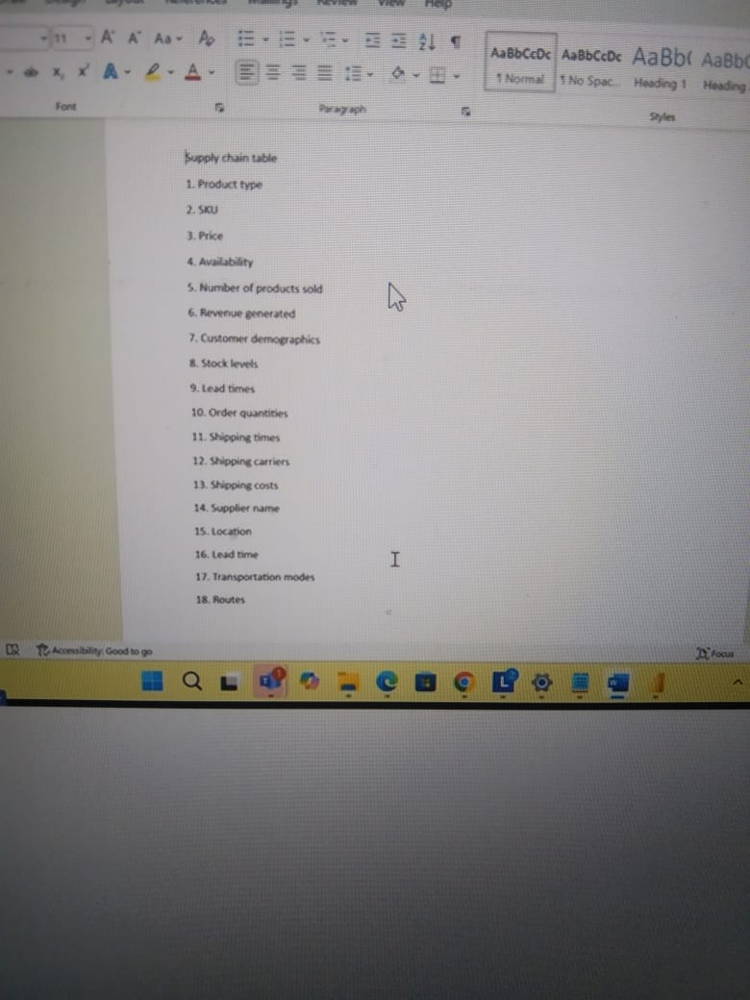 References
Mailings
Review
View
Help
11
Aa
AaBbCcDc AaBbCcDc AaBb( AaBbC
¶ Normal ¶ No Spac... Heading 1 Heading
Font
Paragraph
Styles
Supply chain table
1. Product type
2. SKU
3. Price
4. Availability
5. Number of products sold
6. Revenue generated
7. Customer demographics
8. Stock levels
9. Lead times
10. Order quantities
11. Shipping times
12. Shipping carriers
13. Shipping costs
14. Supplier name
15. Location
16. Lead time
17. Transportation modes
18. Routes
Accessibility: Good to go
Focus